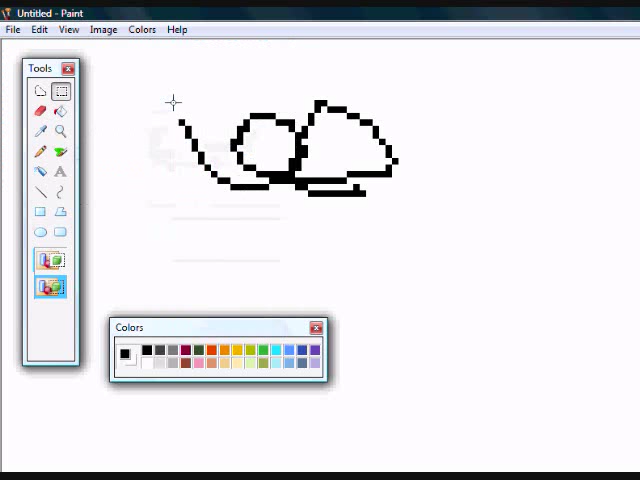 Untitled - Paint
File Edit View Image Colors Help
Tools
A
Colors